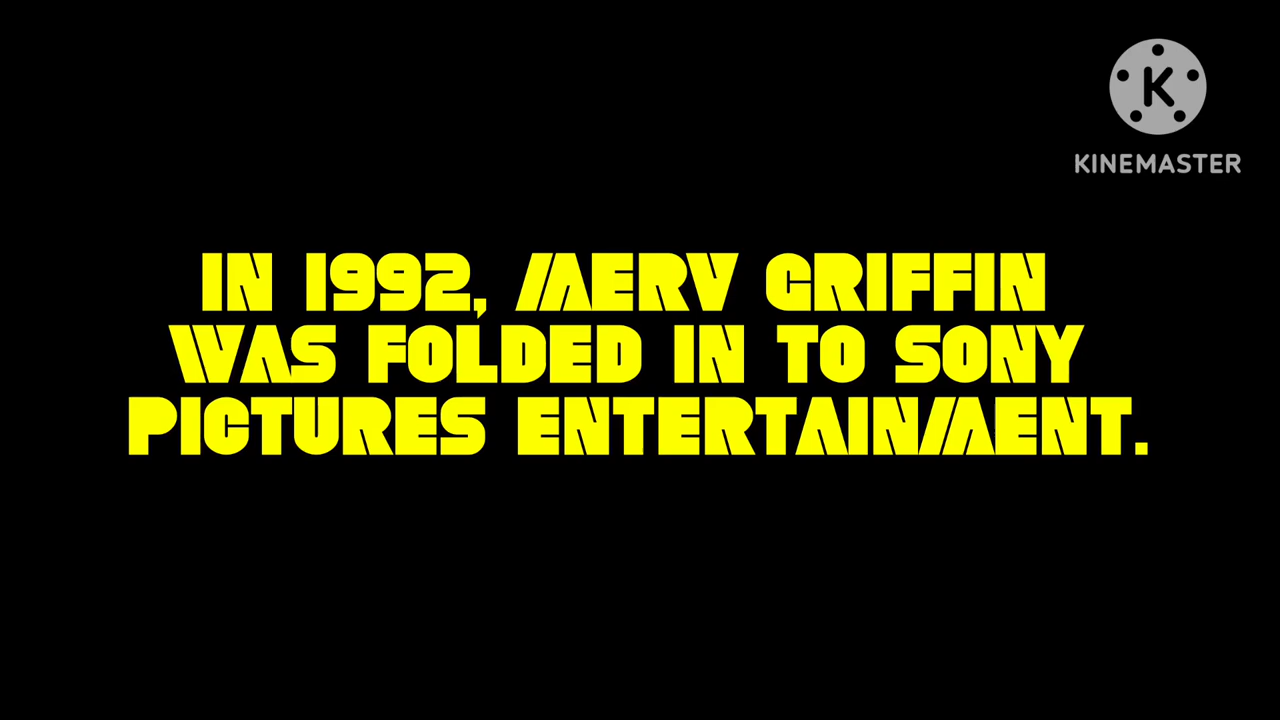 K
KINEMASTER
IN 1992, MERV GRIFFIN
WAS FOLDED IN TO SONY
PICTURES ENTERTAINMENT.